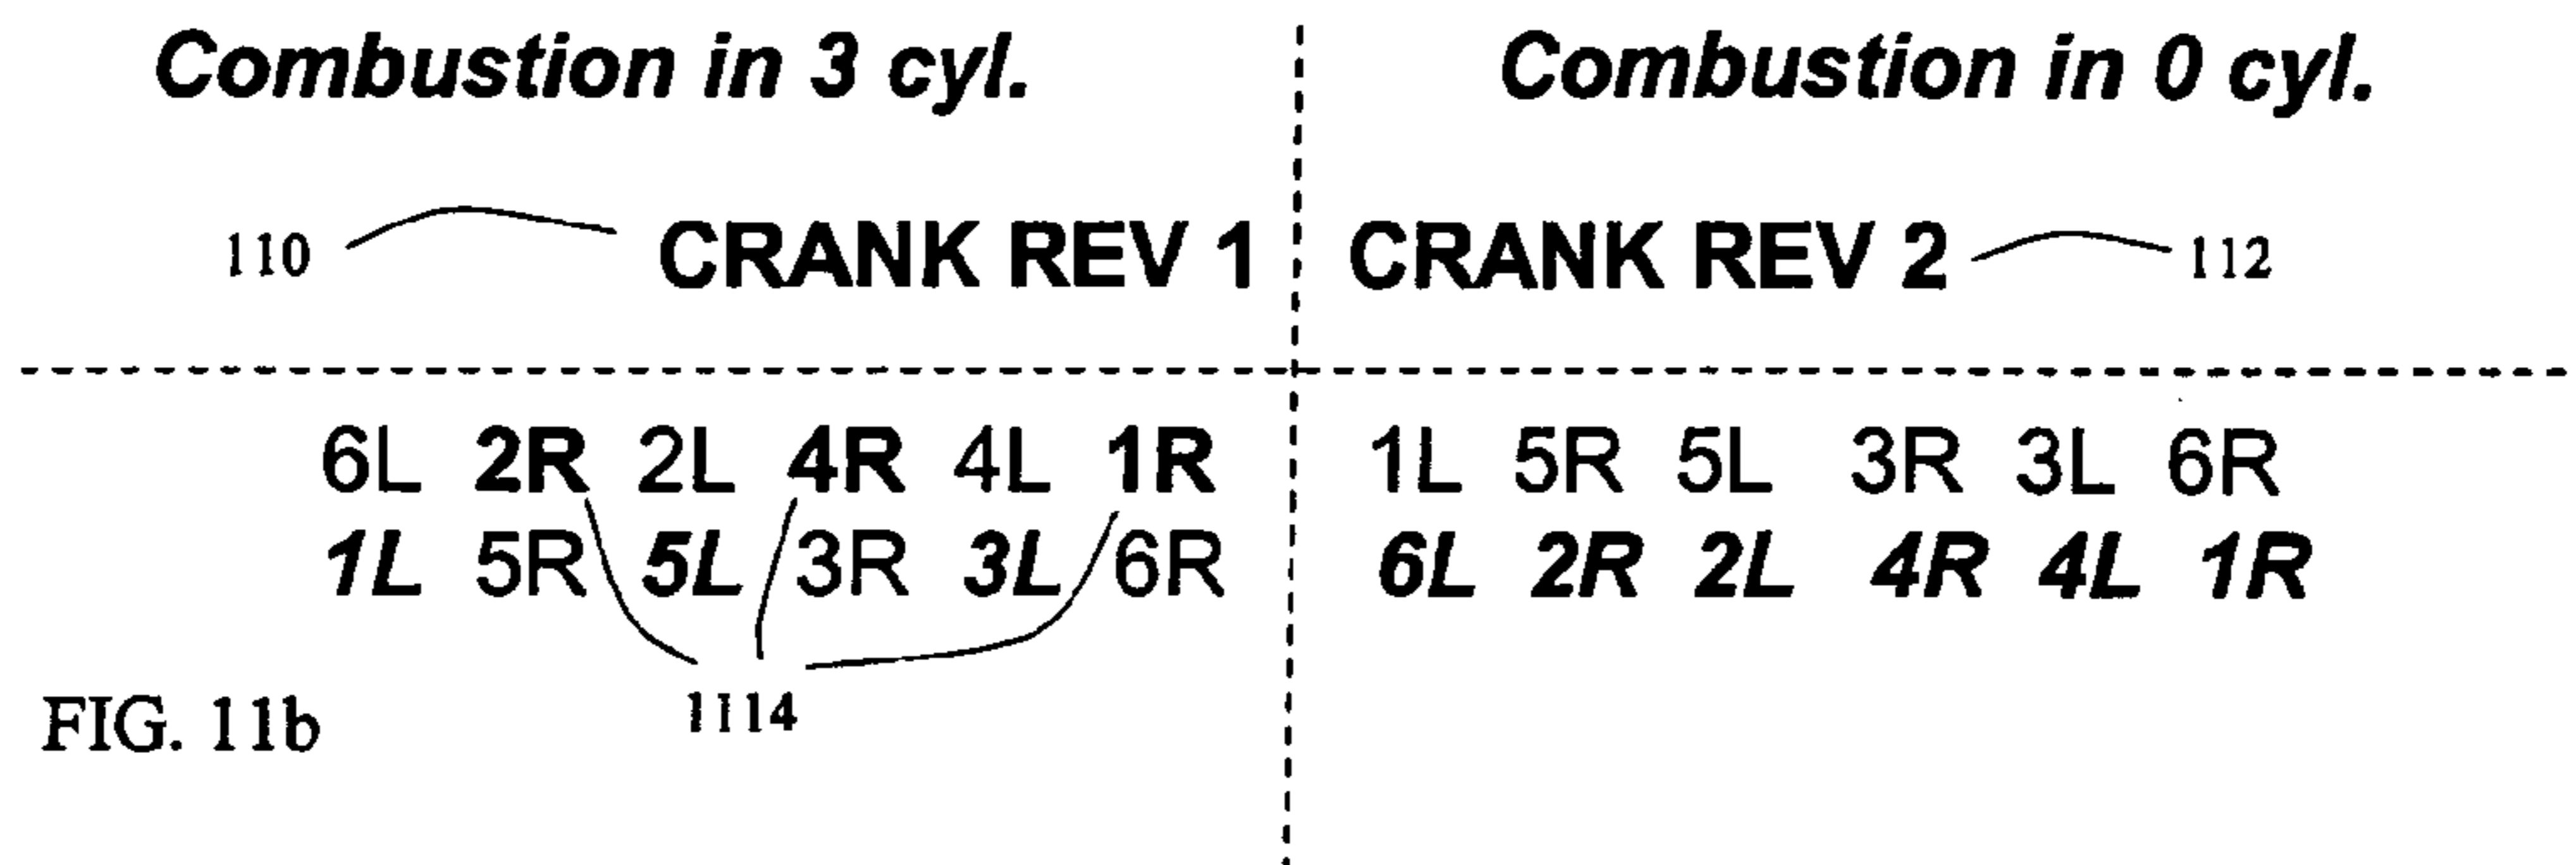 Combustion in 3 cyl. Combustion in 0 cyl.
110 CRANK REV 1 CRANK REV 2 112
6L 2R 2L 4R 4L 1R 1L 5R 5L 3R 3L 6R
1L 5R 5L 3R 3L 6R 6L 2R 2L 4R 4L 1R
1114
FIG. 11b